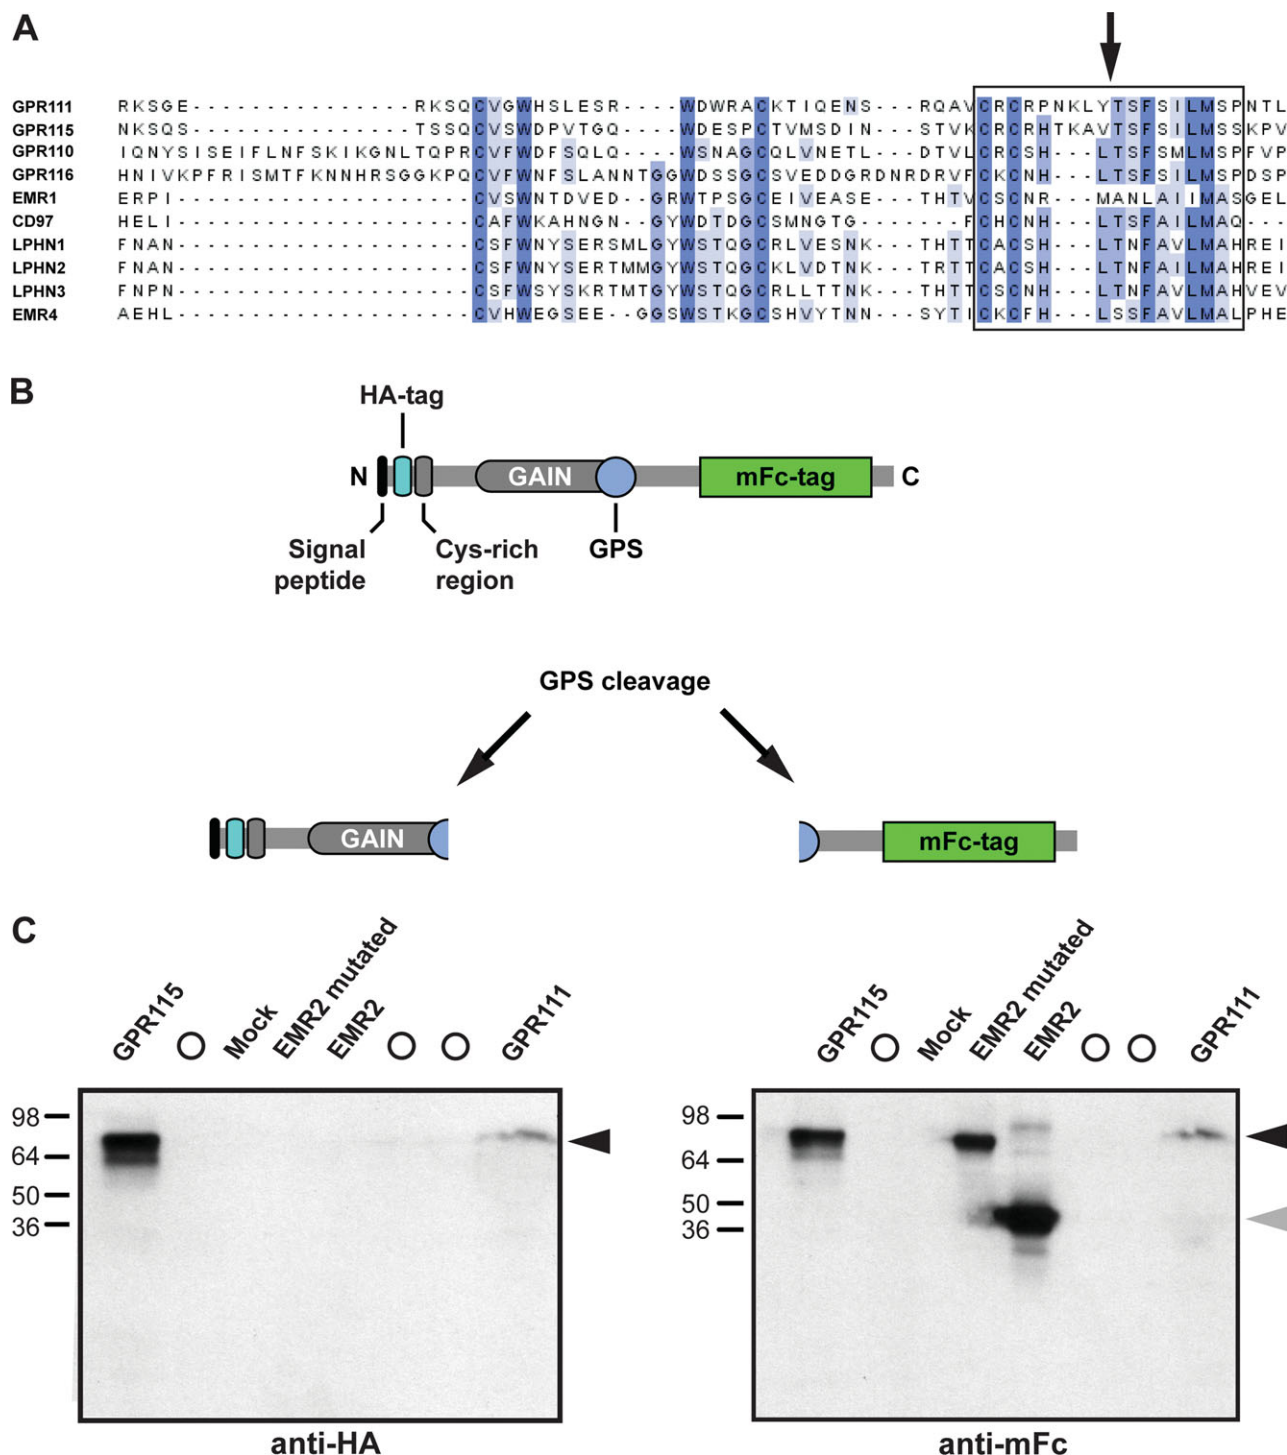 A
GPR111 RKSGE---------------RKSQCVGWHSLESR----WDWRACKTIQENS---RQAVCRCRPNKLYTSFSILMSPNTL
GPR115 NKSQS---------------TSSQCVSWDPVTGQ----WDESPCTVMSDIN---STVKCRCRHTKAVTSFSILMSSKPV
GPR110 IQNYSISEIFLNFSKIKGNLTQPRCVFWDFSQLQ----WSNAGCQLVNETL---DTVLCRCSH---LTSFSMLMSPFVP
GPR116 HNIVKPFRISMTFKNNHRSGGKPQCVFWNFSLANNTGGWDSSGCSVEDDGRDNRDRVFCKCNH---LTSFSILMSPDSP
EMR1 ERPI--------------------CVSWNTDVED--GRWTPSGCEIVEASE---THTVCSCNR---MANLAIIMASGEL
CD97 HELI--------------------CAFWKAHNGN--GYWDTDGCSMNGTG-------FCHCNH---LTSFAILMAQ---
LPHN1 FNAN--------------------CSFWNYSERSMLGYWSTQGCRLVESNK---THTTCACSH---LTNFAVLMAHREI
LPHN2 FNAN--------------------CSFWNYSERTMMGYWSTQGCKLVDTNK---TRTTCACSH---LTNFAILMAHREI
LPHN3 FNPN--------------------CSFWSYSKRTMTGYWSTQGCRLLTTNK---THTTCSCNH---LTNFAVLMAHVEV
EMR4 AEHL--------------------CVHWEGSEE--GGSWSTKGCSHVYTNN---SYTICKCFH---LSSFAVLMALPHE
B
HA-tag
N GAIN mFc-tag C
Signal peptide
Cys-rich region
GPS
GPS cleavage
GAIN
mFc-tag
C
GPR115 Mock EMR2 mutated EMR2 GPR111
98
64
50
36
anti-HA
GPR115 Mock EMR2 mutated EMR2 GPR111
98
64
50
36
anti-mFc